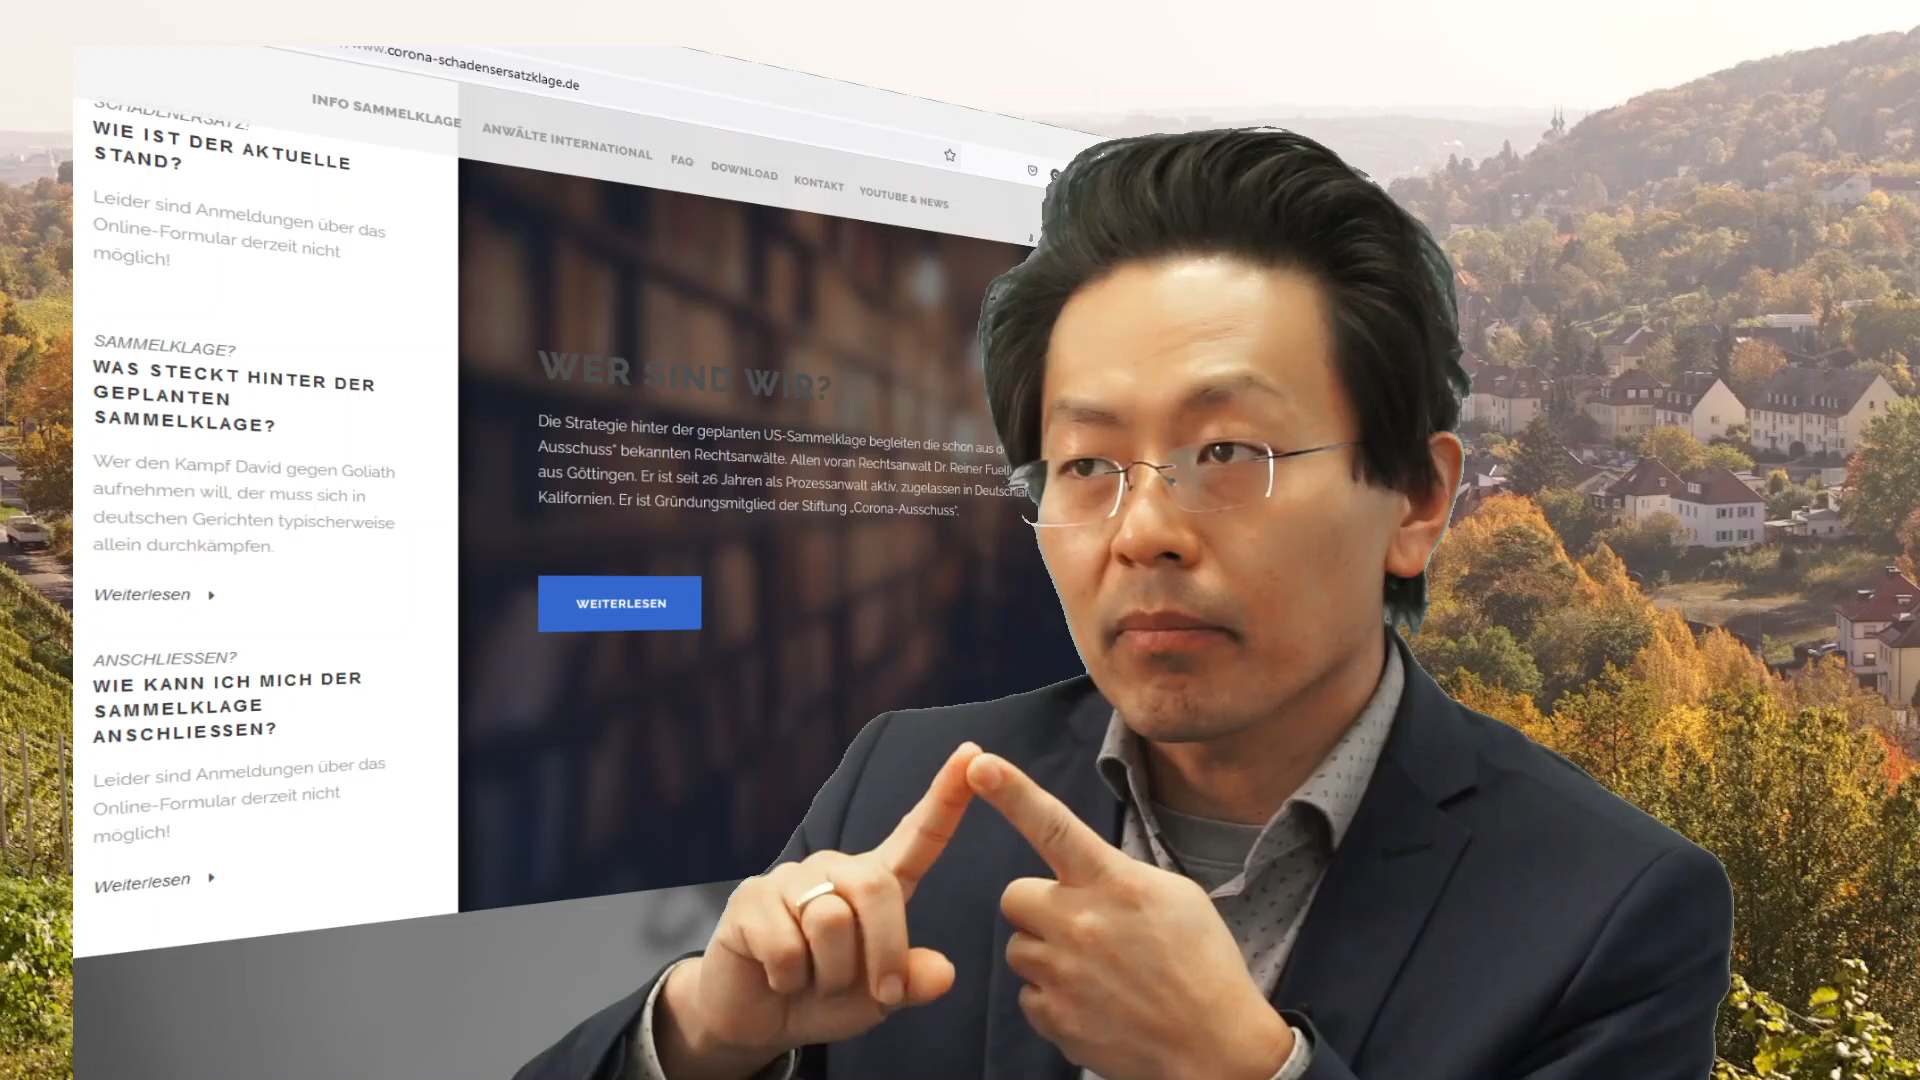 www.corona-schadensersatzklage.de
INFO SAMMELKLAGE
ANWÄLTE INTERNATIONAL
FAQ
DOWNLOAD
KONTAKT
YOUTUBE & NEWS
SCHADENERSATZ?
WIE IST DER AKTUELLE
STAND?
Leider sind Anmeldungen über das
Online-Formular derzeit nicht
möglich!
SAMMELKLAGE?
WAS STECKT HINTER DER
GEPLANTEN
SAMMELKLAGE?
Wer den Kampf David gegen Goliath
aufnehmen will, der muss sich in
deutschen Gerichten typischerweise
allein durchkämpfen.
Weiterlesen
ANSCHLIESSEN?
WIE KANN ICH MICH DER
SAMMELKLAGE
ANSCHLIESSEN?
Leider sind Anmeldungen über das
Online-Formular derzeit nicht
möglich!
Weiterlesen
WER SIND WIR?
Die Strategie hinter der geplanten US-Sammelklage begleiten die schon aus
Ausschuss" bekannten Rechtsanwälte. Allen voran Rechtsanwalt Dr. Reiner
aus Göttingen. Er ist seit 26 Jahren als Prozessanwalt aktiv, zugelassen in
Kalifornien. Er ist Gründungsmitglied der Stiftung „Corona-Ausschuss".
WEITERLESEN